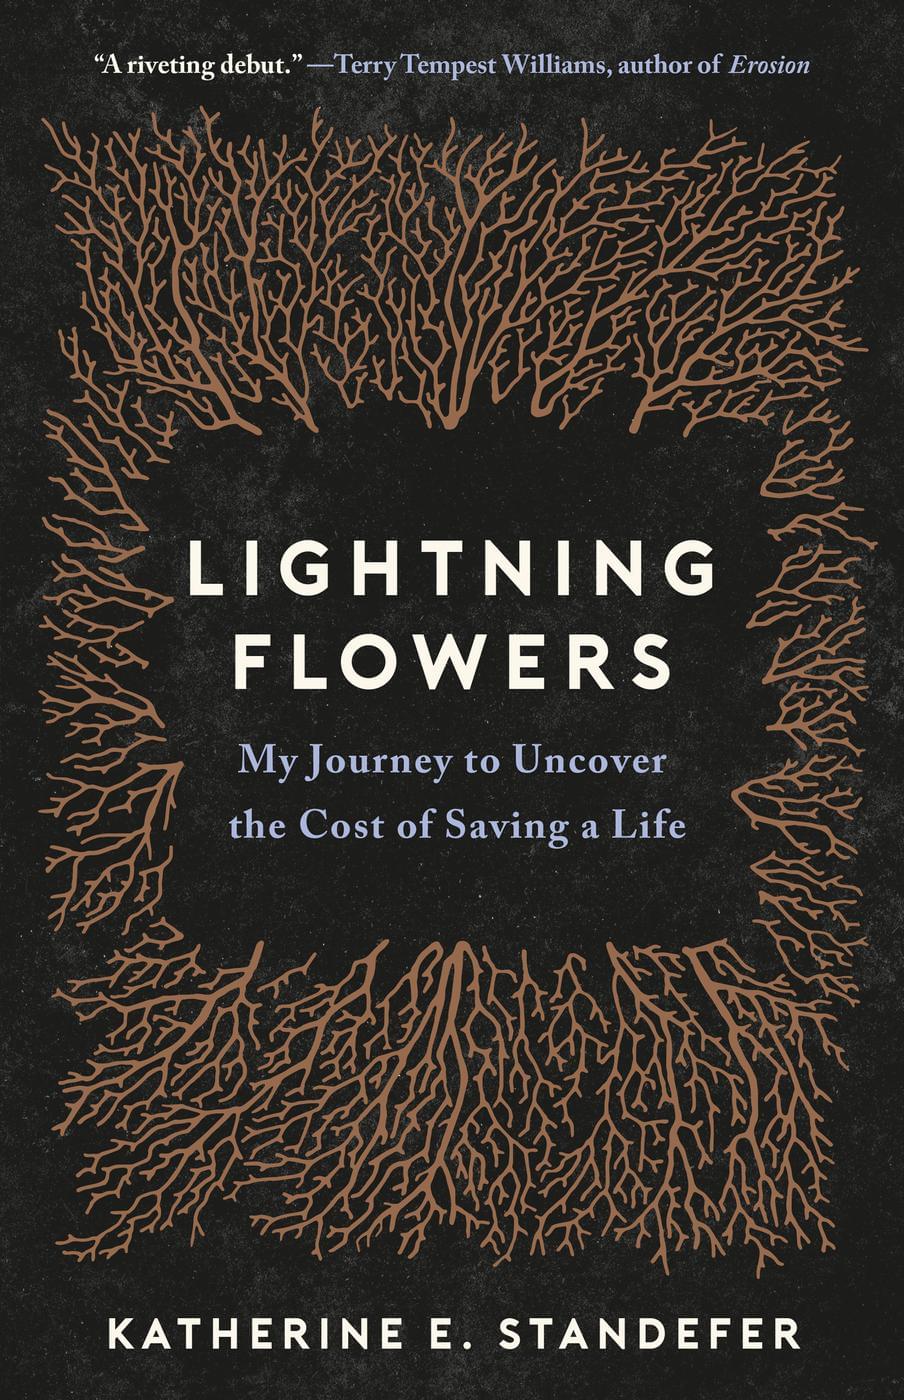 “A riveting debut.” —Terry Tempest Williams, author of Erosion
LIGHTNING
FLOWERS
My Journey to Uncover
the Cost of Saving a Life
KATHERINE E. STANDEFER